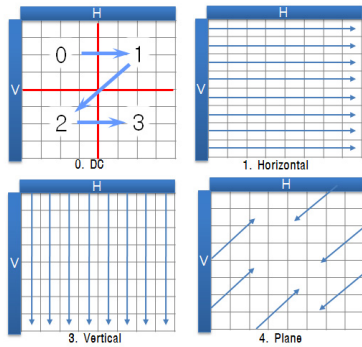 H
V
0 1
2 3
0. DC
H
V
1. Horizontal
H
V
3. Vertical
H
V
4. Plane